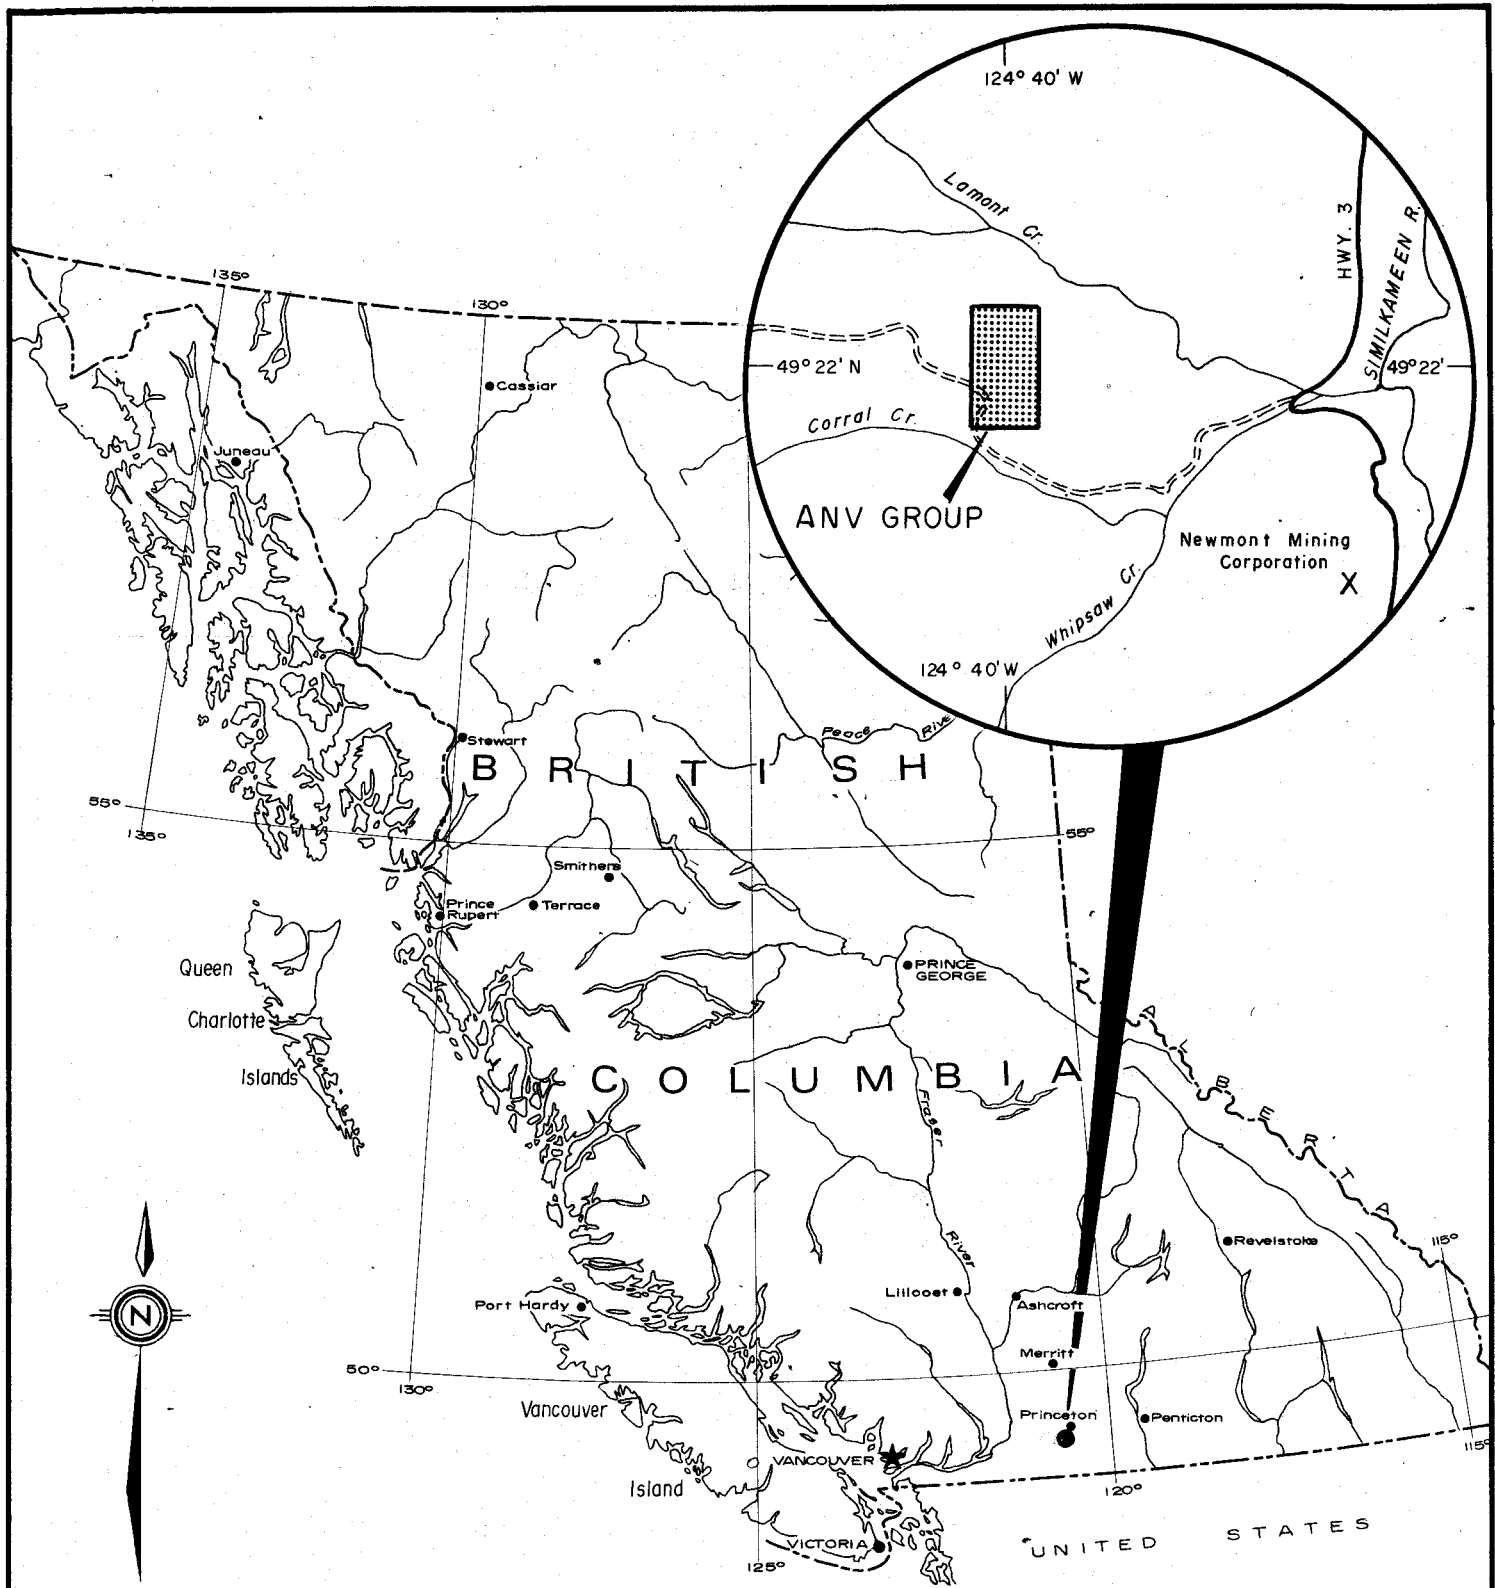 124° 40' W
Lamont Cr.
HWY. 3
SIMILKAMEEN R.
49° 22' N
49° 22'
Corral Cr.
ANV GROUP
Newmont Mining
Corporation
X
Whipsaw Cr.
124° 40' W
135°
130°
Cassiar
Juneau
Stewart
Peace River
BRITISH
55°
135°
55°
Smithers
Prince
Rupert
Terrace
Queen
Charlotte
Islands
PRINCE
GEORGE
COLUMBIA
ALBERTA
Fraser
River
Revelstoke
115°
Port Hardy
Lillooet
Ashcroft
N
Merritt
50°
130°
Vancouver
Island
Princeton
Penticton
VANCOUVER
115°
120°
VICTORIA
125°
UNITED STATES